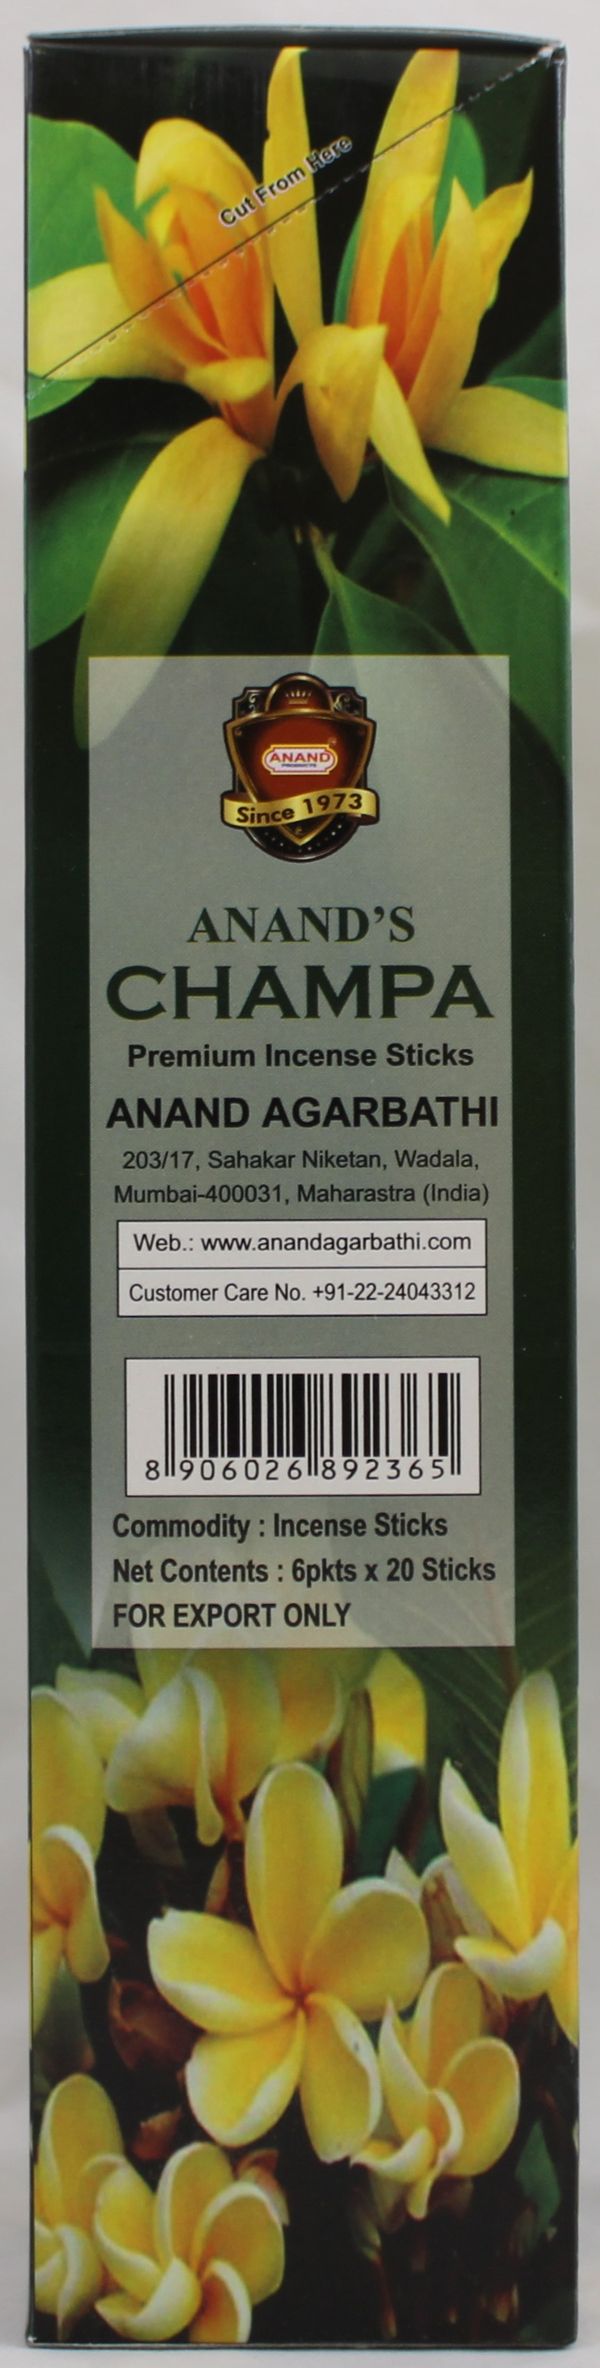 Cut From Here
ANAND
PRODUCTS
Since 1973
ANAND'S
CHAMPA
Premium Incense Sticks
ANAND AGARBATHI
203/17, Sahakar Niketan, Wadala,
Mumbai-400031, Maharastra (India)
Web.: www.anandagarbathi.com
Customer Care No. +91-22-24043312
8 906026 892365
Commodity : Incense Sticks
Net Contents : 6pkts x 20 Sticks
FOR EXPORT ONLY